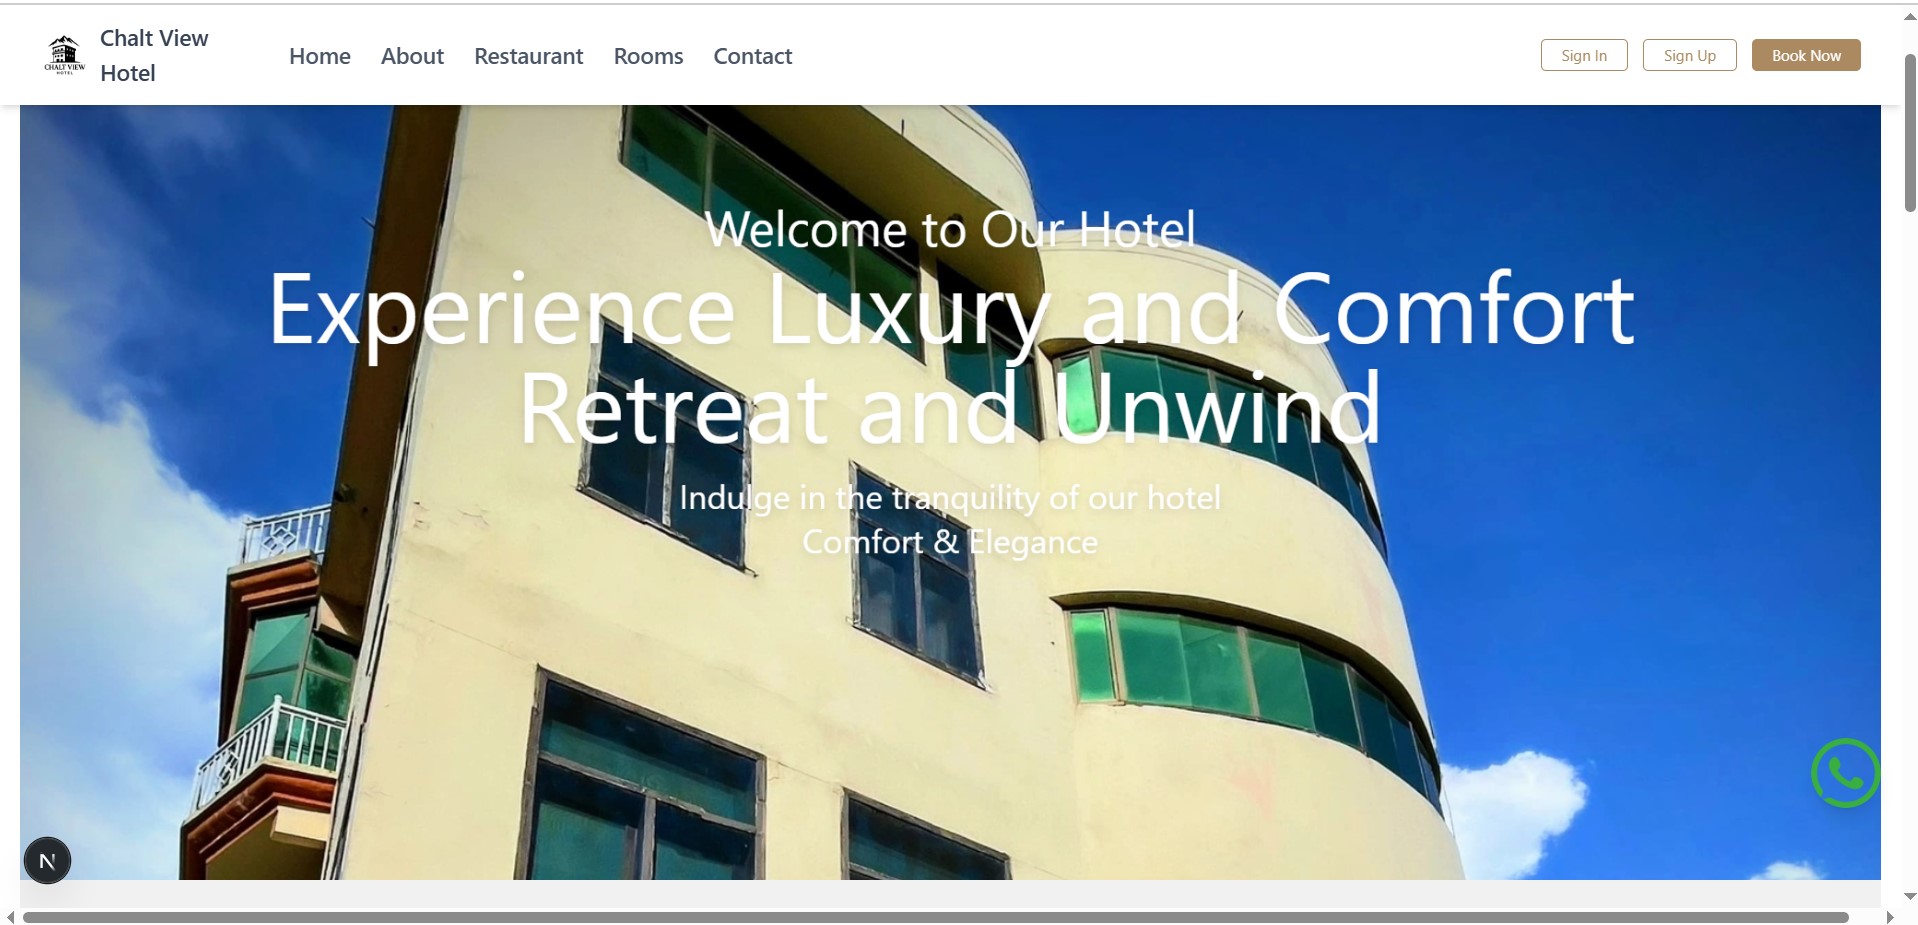 CHALT VIEW
HOTEL
Chalt View
Hotel
Home
About
Restaurant
Rooms
Contact
Sign In
Sign Up
Book Now
Welcome to Our Hotel
Experience Luxury and Comfort
Retreat and Unwind
Indulge in the tranquility of our hotel
Comfort & Elegance
N